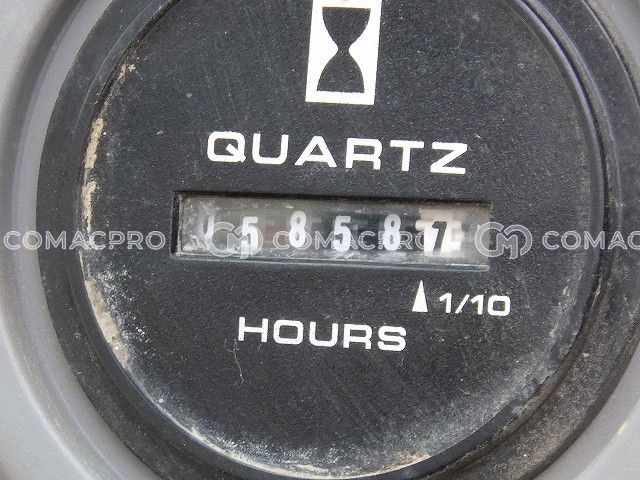 QUARTZ
58587
1/10
HOURS
COMACPRO
COMACPRO
COMACPRO